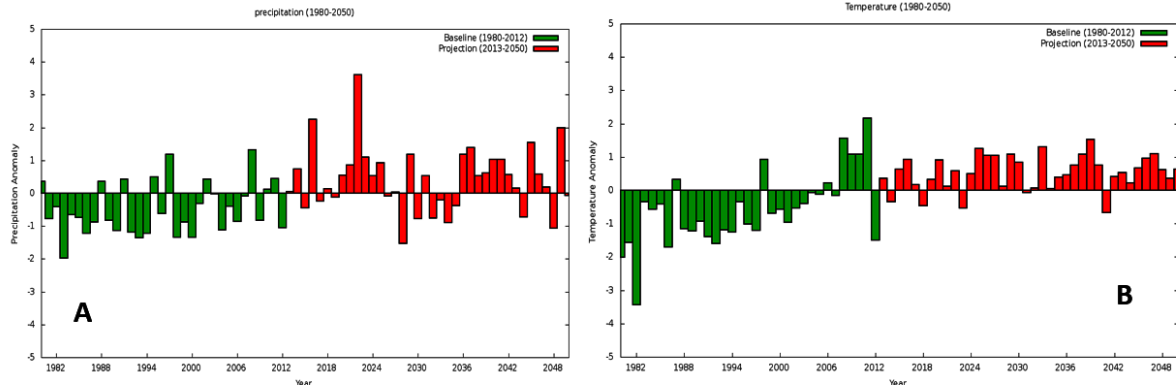 precipitation (1980-2050)
Baseline (1980-2012)
Projection (2013-2050)
Precipitation Anomaly
5
4
3
2
1
0
-1
-2
-3
-4
-5
A
1982 1988 1994 2000 2006 2012 2018 2024 2030 2036 2042 2048
Year
Temperature (1980-2050)
Baseline (1980-2012)
Projection (2013-2050)
Temperature Anomaly
5
4
3
2
1
0
-1
-2
-3
-4
-5
B
1982 1988 1994 2000 2006 2012 2018 2024 2030 2036 2042 2048
Year